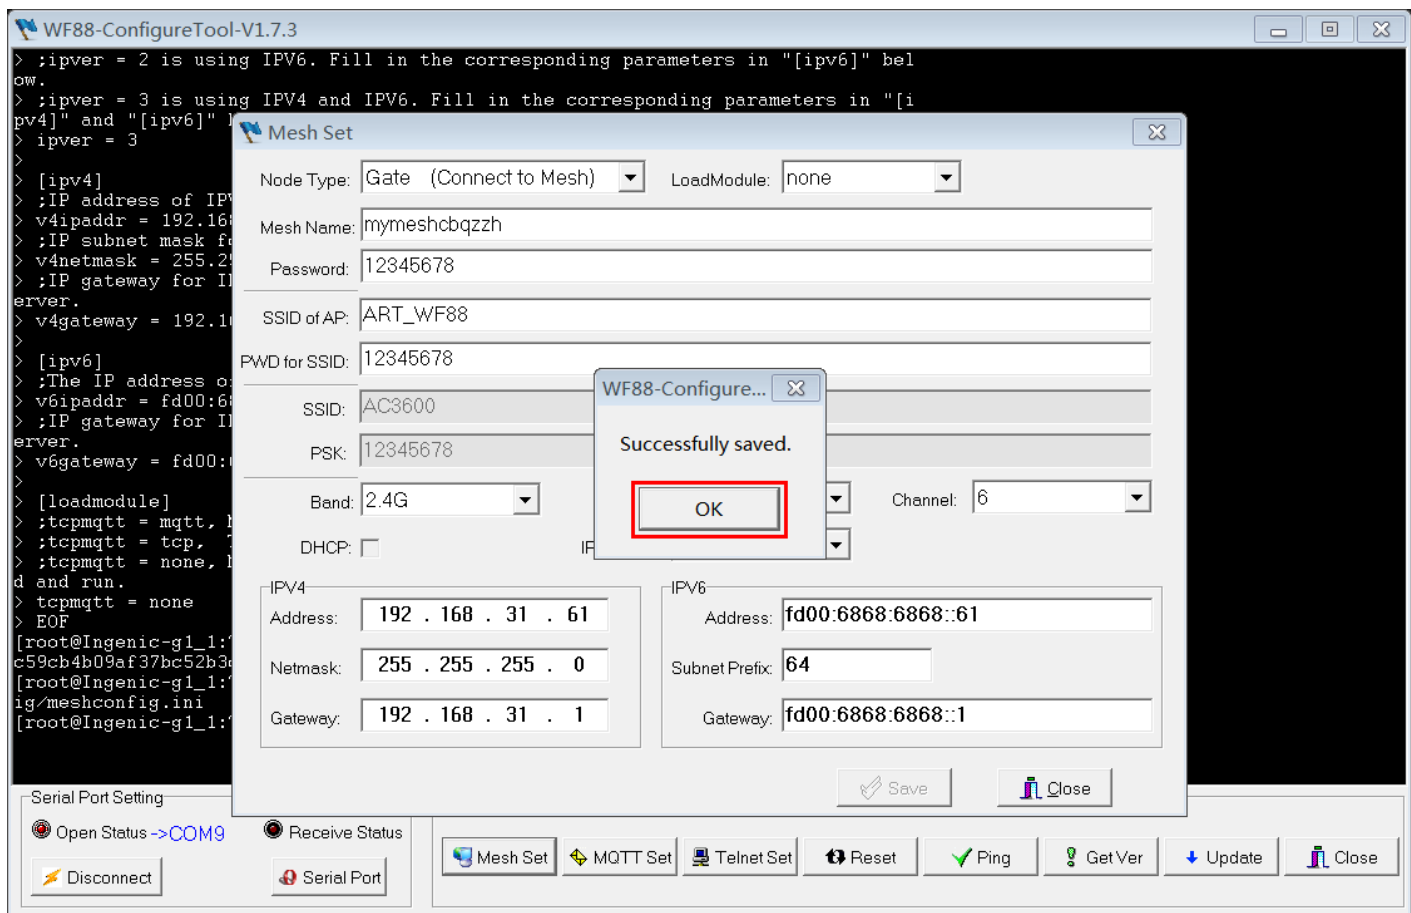 WF88-ConfigureTool-V1.7.3
> ;ipver = 2 is using IPV6. Fill in the corresponding parameters in "[ipv6]" bel
ow.
> ;ipver = 3 is using IPV4 and IPV6. Fill in the corresponding parameters in "[i
pv4]" and "[ipv6]"
> ipver = 3
>
> [ipv4]
> ;IP address of IPV
> v4ipaddr = 192.168
> ;IP subnet mask fo
> v4netmask = 255.25
> ;IP gateway for IP
erver.
> v4gateway = 192.1
>
> [ipv6]
> ;The IP address o
> v6ipaddr = fd00:68
> ;IP gateway for IP
erver.
> v6gateway = fd00:
>
> [loadmodule]
> ;tcpmqtt = mqtt,
> ;tcpmqtt = tcp,
> ;tcpmqtt = none,
d and run.
> tcpmqtt = none
> EOF
[root@Ingenic-g1_1:
c59cb4b09af37bc52b3
[root@Ingenic-g1_1:
ig/meshconfig.ini
[root@Ingenic-g1_1:
Mesh Set
Node Type: Gate (Connect to Mesh) LoadModule: none
Mesh Name: mymeshcbqzzh
Password: 12345678
SSID of AP: ART_WF88
PWD for SSID: 12345678
SSID: AC3600
PSK: 12345678
Band: 2.4G Channel: 6
DHCP: IP
WF88-Configure...
Successfully saved.
OK
IPV4
Address: 192 . 168 . 31 . 61
Netmask: 255 . 255 . 255 . 0
Gateway: 192 . 168 . 31 . 1
IPV6
Address: fd00:6868:6868::61
Subnet Prefix: 64
Gateway: fd00:6868:6868::1
Save Close
Serial Port Setting
Open Status ->COM9 Receive Status
Disconnect Serial Port
Mesh Set MQTT Set Telnet Set Reset Ping Get Ver Update Close